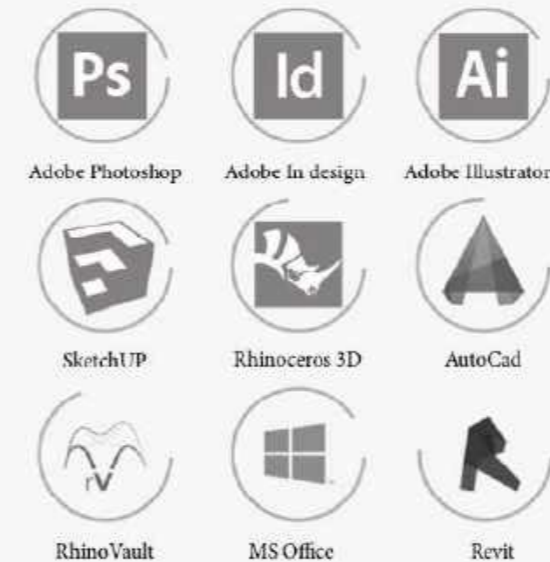 Ps Id Ai
Adobe Photoshop Adobe In design Adobe Illustrator
SketchUP Rhinoceros 3D AutoCad
rV
RhinoVault MS Office Revit